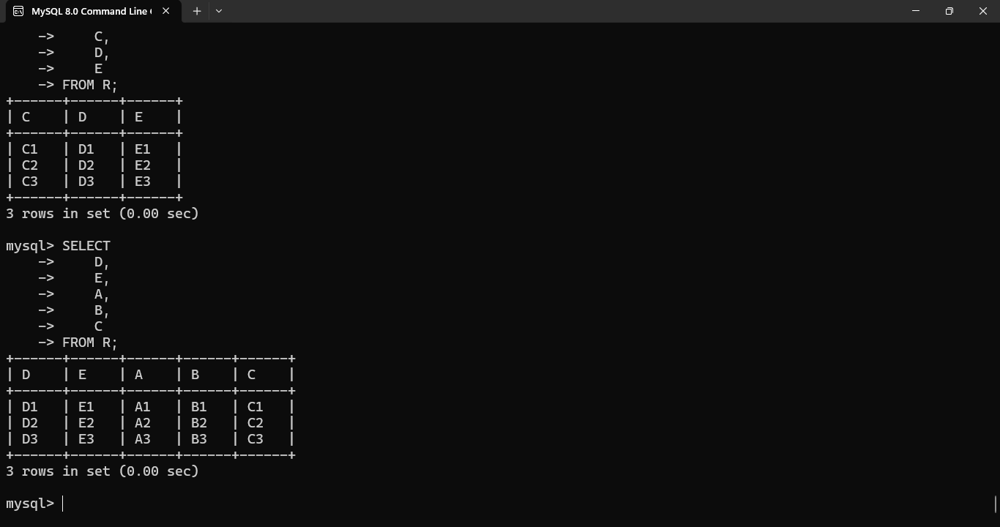 MySQL 8.0 Command Line (
    ->     C,
    ->     D,
    ->     E
    -> FROM R;
+------+------+------+
| C    | D    | E    |
+------+------+------+
| C1   | D1   | E1   |
| C2   | D2   | E2   |
| C3   | D3   | E3   |
+------+------+------+
3 rows in set (0.00 sec)
mysql> SELECT
    ->     D,
    ->     E,
    ->     A,
    ->     B,
    ->     C
    -> FROM R;
+------+------+------+------+------+
| D    | E    | A    | B    | C    |
+------+------+------+------+------+
| D1   | E1   | A1   | B1   | C1   |
| D2   | E2   | A2   | B2   | C2   |
| D3   | E3   | A3   | B3   | C3   |
+------+------+------+------+------+
3 rows in set (0.00 sec)
mysql>